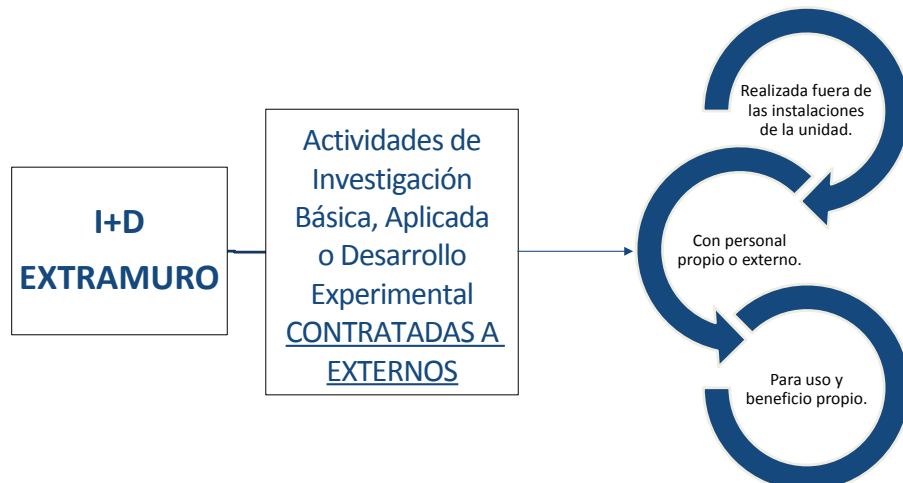 I+D
EXTRAMURO
Actividades de
Investigación
Básica, Aplicada
o Desarrollo
Experimental
CONTRATADAS A
EXTERNOS
Realizada fuera de
las instalaciones
de la unidad.
Con personal
propio o externo.
Para uso y
beneficio propio.